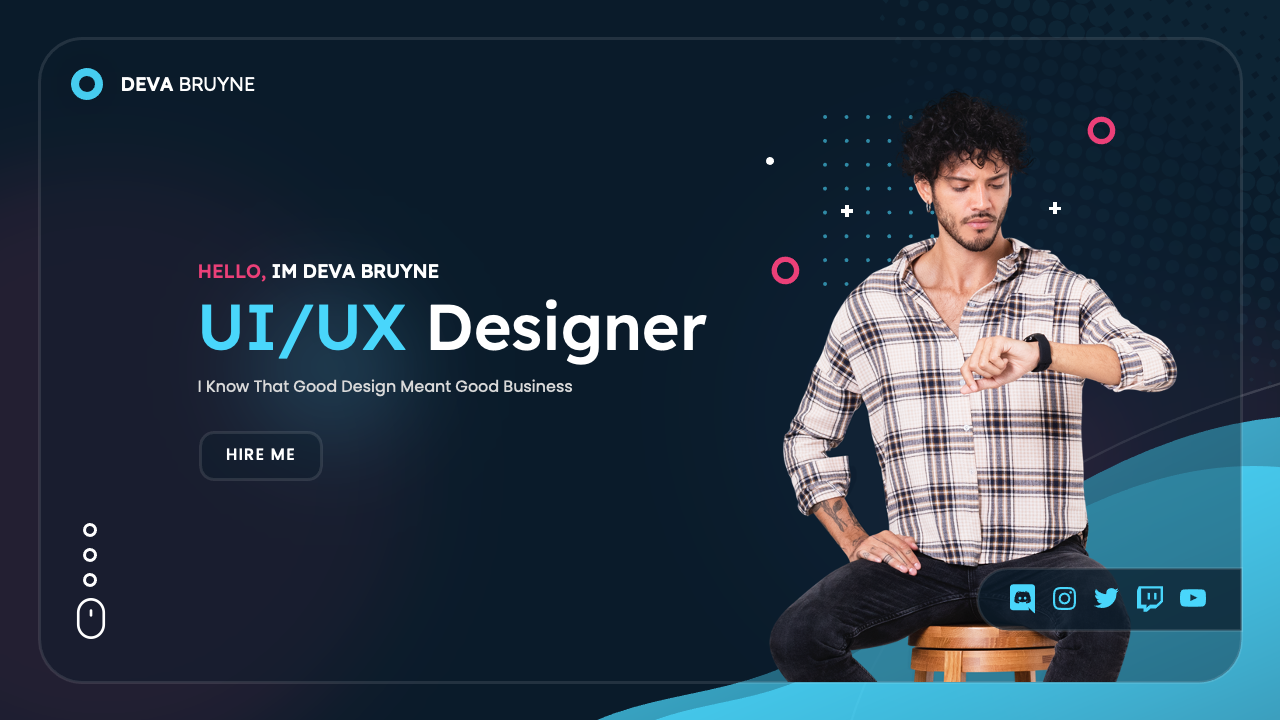 DEVA BRUYNE
HELLO, IM DEVA BRUYNE
UI/UX Designer
I Know That Good Design Meant Good Business
HIRE ME